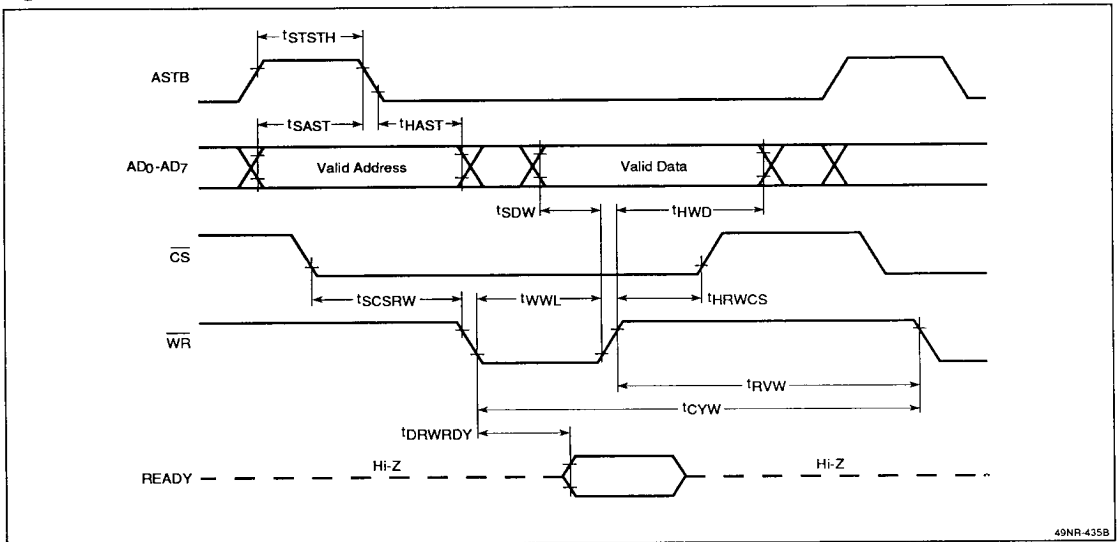 tSTSTH
ASTB
tSAST
tHAST
AD0-AD7
Valid Address
Valid Data
tSDW
tHWD
CS
tSCSRW
tWWL
tHRWCS
WR
tRVW
tCYW
tDRWRDY
READY
Hi-Z
Hi-Z
49NR-435B